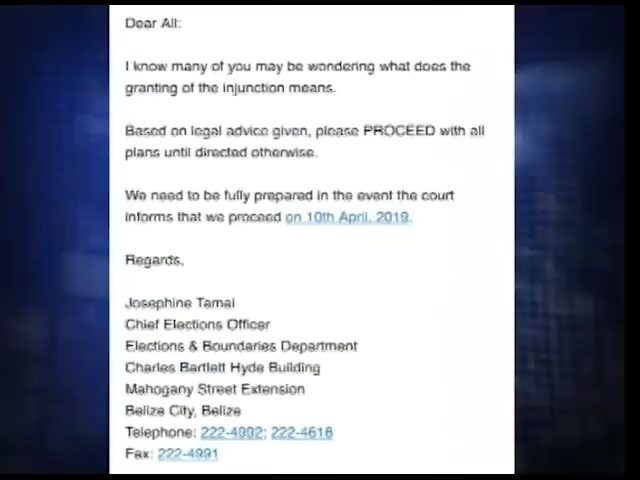 Dear All:
I know many of you may be wondering what does the
granting of the injunction means.
Based on legal advice given, please PROCEED with all
plans until directed otherwise.
We need to be fully prepared in the event the court
informs that we proceed on 10th April, 2019.
Regards,
Josephine Tamai
Chief Elections Officer
Elections & Boundaries Department
Charles Bartlett Hyde Building
Mahogany Street Extension
Belize City, Belize
Telephone: 222-4992; 222-4616
Fax: 222-4991